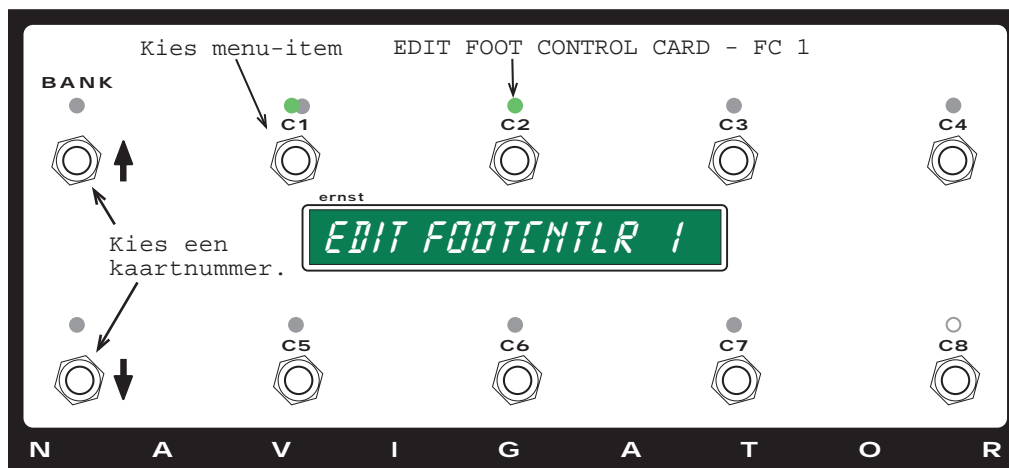 Kies menu-item EDIT FOOT CONTROL CARD - FC 1
BANK
C1 C2 C3 C4
ernst
EDIT FOOTCNTLR 1
Kies een
kaartnummer.
C5 C6 C7 C8
N A V I G A T O R